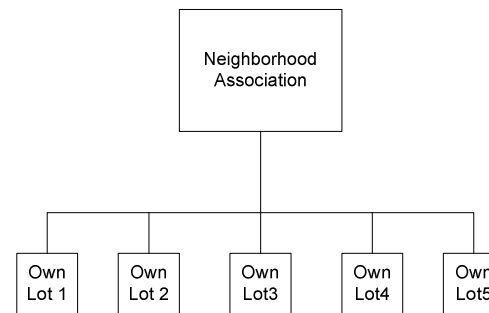 Neighborhood
Association
Own
Lot 1
Own
Lot 2
Own
Lot3
Own
Lot4
Own
Lot5